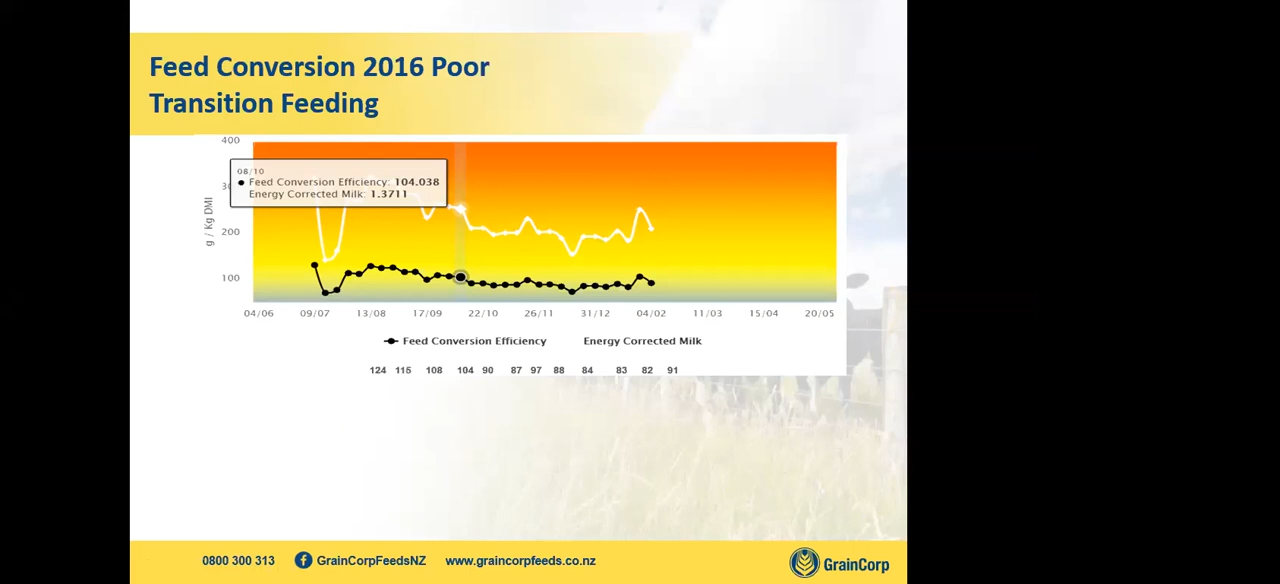 Feed Conversion 2016 Poor
Transition Feeding
400
08/10
Feed Conversion Efficiency: 104.038
Energy Corrected Milk: 1.3711
200
100
g / Kg DMI
04/06 09/07 13/08 17/09 22/10 26/11 31/12 04/02 11/03 15/04 20/05
Feed Conversion Efficiency Energy Corrected Milk
124 115 108 104 90 87 97 88 84 83 82 91
0800 300 313 GrainCorpFeedsNZ www.graincorpfeeds.co.nz GrainCorp